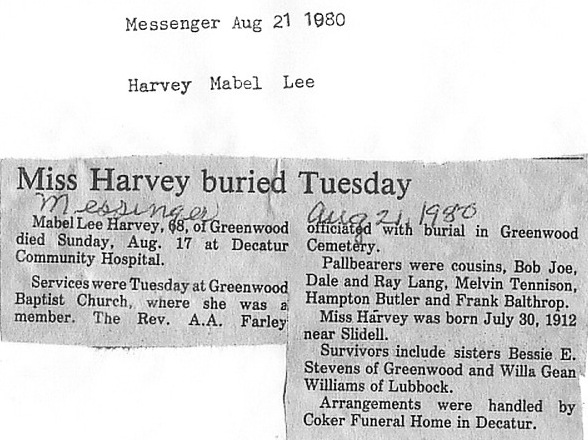 Messenger Aug 21 1980
Harvey Mabel Lee
Miss Harvey buried Tuesday
Messinger
Mabel Lee Harvey, 68, of Greenwood
died Sunday, Aug. 17 at Decatur
Community Hospital.
Services were Tuesday at Greenwood
Baptist Church, where she was a
member. The Rev. A.A. Farley
Aug 21, 1980
officiated with burial in Greenwood
Cemetery.
Pallbearers were cousins, Bob Joe,
Dale and Ray Lang, Melvin Tennison,
Hampton Butler and Frank Balthrop.
Miss Harvey was born July 30, 1912
near Slidell.
Survivors include sisters Bessie E.
Stevens of Greenwood and Willa Gean
Williams of Lubbock.
Arrangements were handled by
Coker Funeral Home in Decatur.